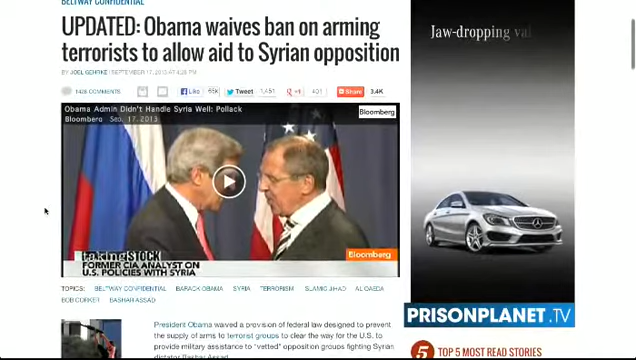 BELTWAY CONFIDENTIAL
UPDATED: Obama waives ban on arming
terrorists to allow aid to Syrian opposition
BY JOEL GEHRKE / SEPTEMBER 17, 2013 AT
COMMENTS
Like
Tweet
+1
Share
3.4K
Obama Admin Didn't Handle Syria Well: Pollack
Bloomberg Sep. 17, 2013
Bloomberg
taking STOCK
FORMER CIA ANALYST ON
U.S. POLICIES WITH SYRIA
Bloomberg
TOPICS: BELTWAY CONFIDENTIAL BARACK OBAMA SYRIA TERRORISM ISLAMIC JIHAD AL QAEDA
BOB CORKER BASHAR ASSAD
President Obama waived a provision of federal law designed to prevent
the supply of arms to terrorist groups to clear the way for the U.S. to
provide military assistance to "vetted" opposition groups fighting Syrian
dictator Bashar Assad.
Jaw-dropping
PRISONPLANET.TV
5 TOP 5 MOST READ STORIES